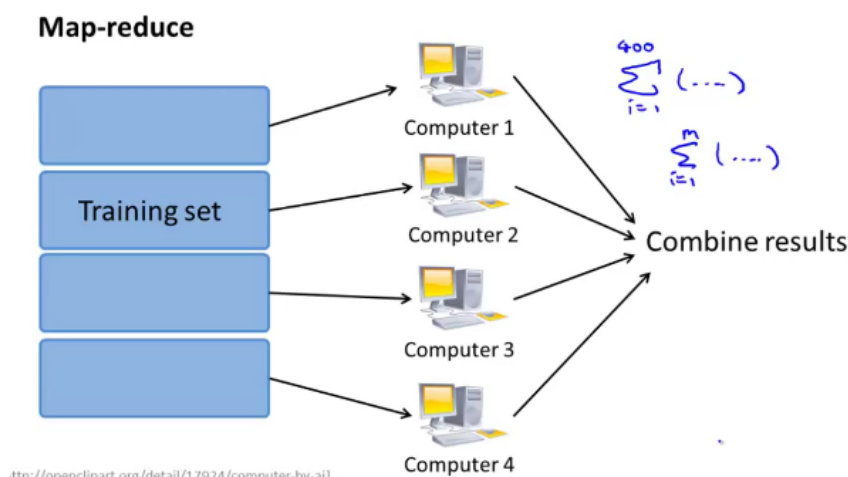 Map-reduce
400
∑ (....)
i=1
m
∑ (....)
i=1
Computer 1
Training set
Computer 2
Combine results
Computer 3
Computer 4
ttp://openclipart.org/detail/17924/computer-by-aj]